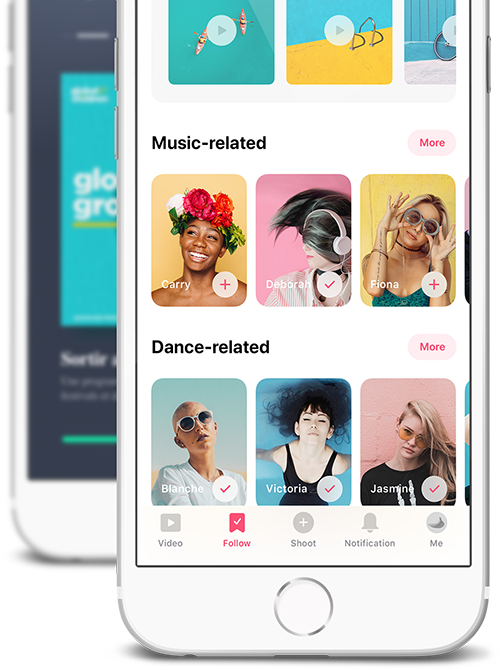 Music-related
More
Carry
Deborah
Fiona
Dance-related
More
Blanche
Victoria
Jasmine
Video
Follow
Shoot
Notification
Me
glo
gro
Sortir a